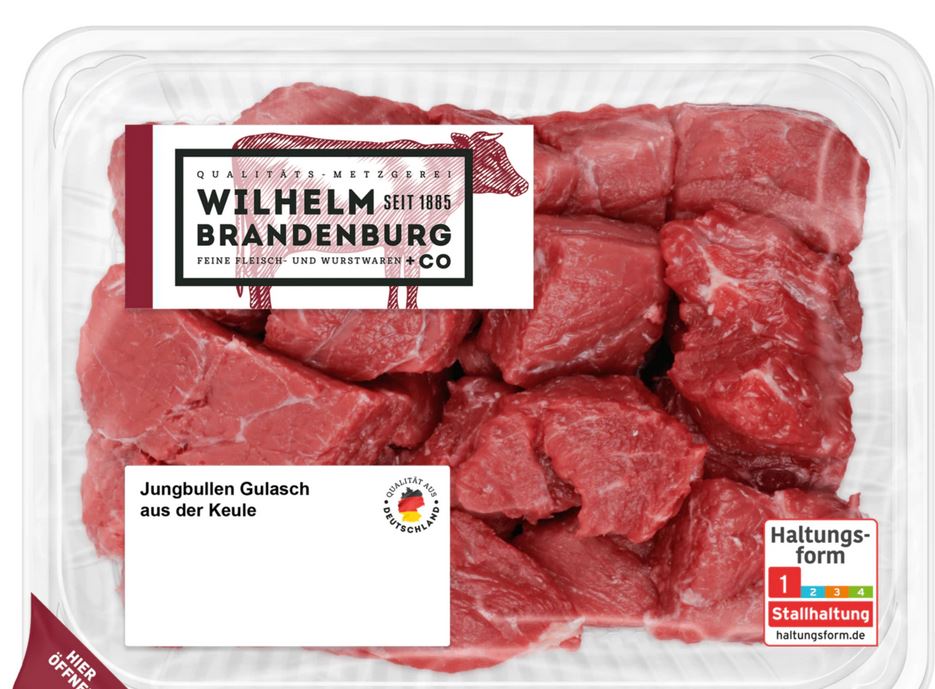 QUALITÄTS-METZGEREI
WILHELM SEIT 1885
BRANDENBURG
FEINE FLEISCH- UND WURSTWAREN + CO
Jungbullen Gulasch
aus der Keule
QUALITÄT AUS
DEUTSCHLAND
Haltungs-
form
1 2 3 4
Stallhaltung
haltungsform.de
HIER